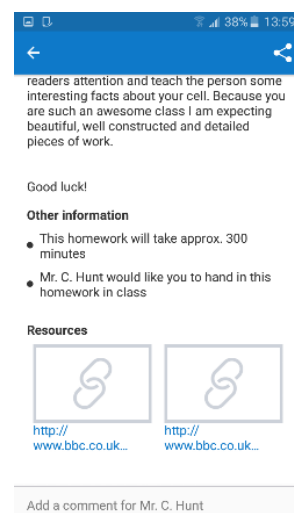 38% 13:59
readers attention and teach the person some
interesting facts about your cell. Because you
are such an awesome class I am expecting
beautiful, well constructed and detailed
pieces of work.
Good luck!
Other information
This homework will take approx. 300
minutes
Mr. C. Hunt would like you to hand in this
homework in class
Resources
http://
www.bbc.co.uk...
http://
www.bbc.co.uk...
Add a comment for Mr. C. Hunt